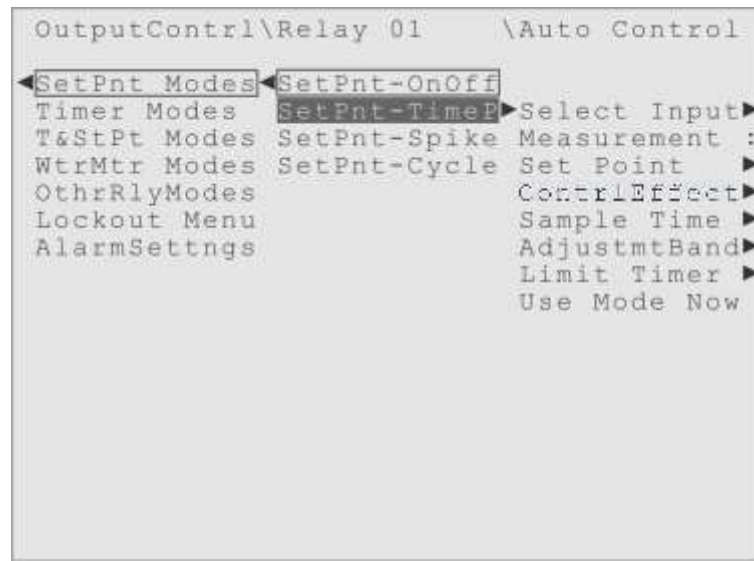 OutputContrl\Relay 01 \Auto Control
SetPnt Modes SetPnt-OnOff
Timer Modes SetPnt-TimeP Select Input
T&StPt Modes SetPnt-Spike Measurement :
WtrMtr Modes SetPnt-Cycle Set Point
OthrRlyModes ContrlEffect
Lockout Menu Sample Time
AlarmSettngs AdjustmtBand
Limit Timer
Use Mode Now